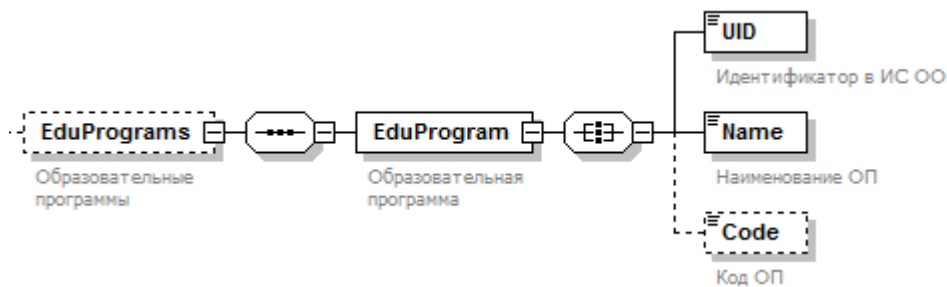 UID
Идентификатор в ИС ОО
EduPrograms
EduProgram
Name
Образовательные
программы
Образовательная
программа
Наименование ОП
Code
Код ОП